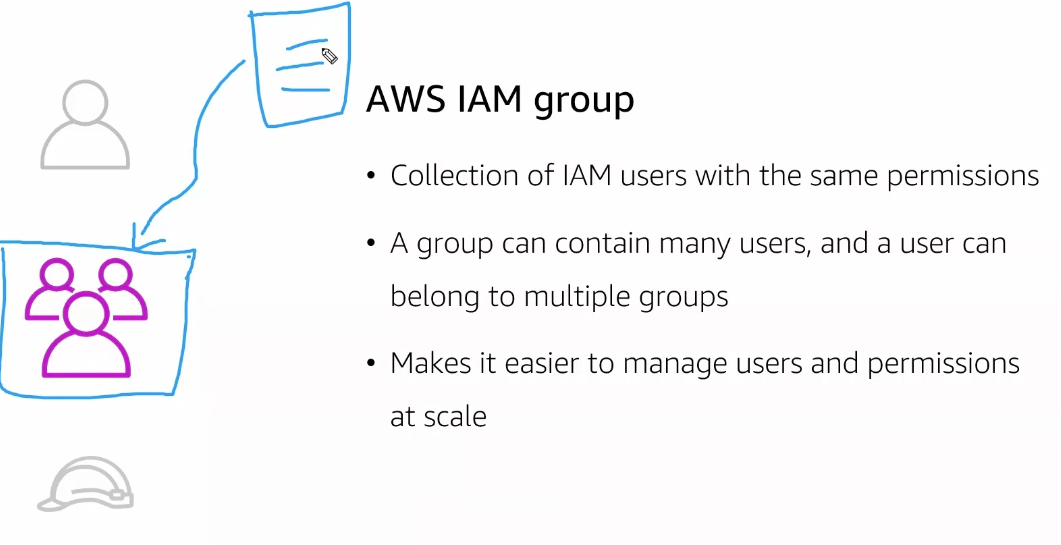 AWS IAM group
• Collection of IAM users with the same permissions
• A group can contain many users, and a user can
belong to multiple groups
• Makes it easier to manage users and permissions
at scale